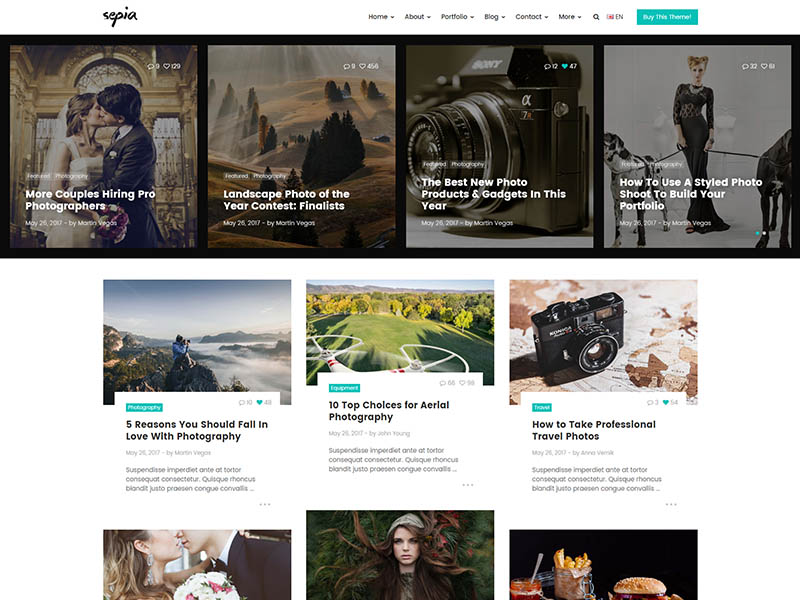 sepia
Home About Portfolio Blog Contact More EN Buy This Theme!
9 129
9 456
12 47
32 61
SONY
α
7R
Featured Photography
More Couples Hiring Pro
Photographers
May 26, 2017 - by Martin Vegas
Featured Photography
Landscape Photo of the
Year Contest: Finalists
May 26, 2017 - by Martin Vegas
Featured Photography
The Best New Photo
Products & Gadgets In This
Year
May 26, 2017 - by Martin Vegas
Featured Photography
How To Use A Styled Photo
Shoot To Build Your
Portfolio
May 26, 2017 - by Martin Vegas
Photography
10 48
5 Reasons You Should Fall In
Love With Photography
May 26, 2017 - by Martin Vegas
Suspendisse imperdiet ante at tortor
consequat consectetur. Quisque rhoncus
blandit justo praesen congue convallis ...
66 98
Equipment
10 Top Choices for Aerial
Photography
May 26, 2017 - by John Young
Suspendisse imperdiet ante at tortor
consequat consectetur. Quisque rhoncus
blandit justo praesen congue convallis ...
KONICA
3 54
Travel
How to Take Professional
Travel Photos
May 26, 2017 - by Anna Vernik
Suspendisse imperdiet ante at tortor
consequat consectetur. Quisque rhoncus
blandit justo praesen congue convallis ...